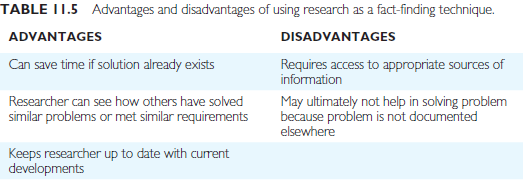 TABLE 11.5 Advantages and disadvantages of using research as a fact-finding technique.
ADVANTAGES DISADVANTAGES
Can save time if solution already exists Requires access to appropriate sources of
information
Researcher can see how others have solved May ultimately not help in solving problem
similar problems or met similar requirements because problem is not documented
elsewhere
Keeps researcher up to date with current
developments